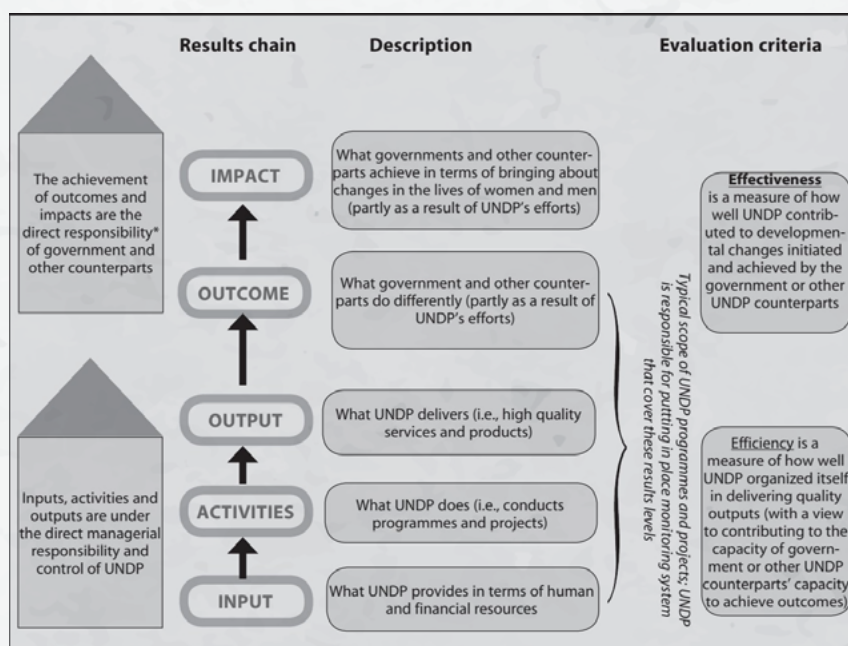 Results chain
Description
Evaluation criteria
The achievement
of outcomes and
impacts are the
direct responsibility*
of government and
other counterparts
IMPACT
What governments and other counter-
parts achieve in terms of bringing about
changes in the lives of women and men
(partly as a result of UNDP's efforts)
OUTCOME
What government and other counter-
parts do differently (partly as a result of
UNDP's efforts)
Effectiveness
is a measure of how
well UNDP contrib-
uted to developmen-
tal changes initiated
and achieved by the
government or other
UNDP counterparts
Inputs, activities and
outputs are under
the direct managerial
responsibility and
control of UNDP
OUTPUT
What UNDP delivers (i.e., high quality
services and products)
ACTIVITIES
What UNDP does (i.e., conducts
programmes and projects)
INPUT
What UNDP provides in terms of human
and financial resources
Typical scope of UNDP programmes and projects; UNDP
is responsible for puttting in place monitoring system
that cover these results levels
Efficiency is a
measure of how well
UNDP organized itself
in delivering quality
outputs (with a view
to contributing to the
capacity of govern-
ment or other UNDP
counterparts' capacity
to achieve outcomes)